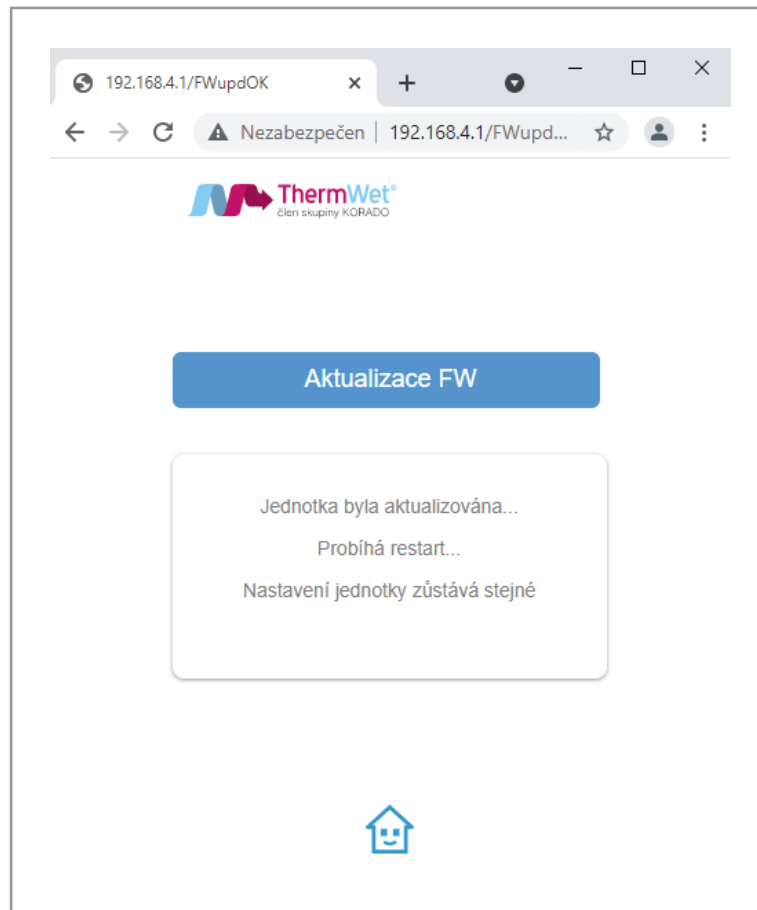 192.168.4.1/FWupdOK
Nezabezpečen | 192.168.4.1/FWupd...
ThermWet®
člen skupiny KORADO
Aktualizace FW
Jednotka byla aktualizována...
Probíhá restart...
Nastavení jednotky zůstává stejné